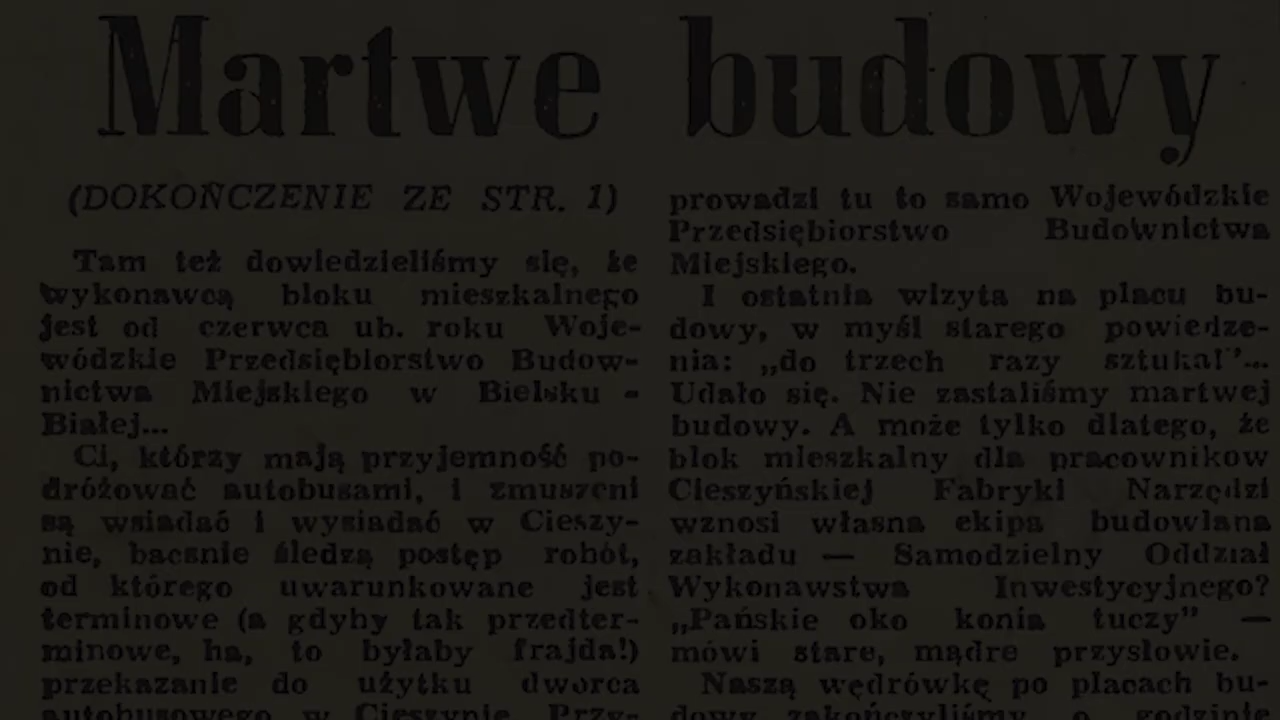 Martwe budowy
(DOKOŃCZENIE ZE STR. 1)
Tam też dowiedzieliśmy się, że
wykonawcą bloku mieszkalnego
jest od czerwca ub. roku Woje-
wódzkie Przedsiębiorstwo Budow-
nictwa Miejskiego w Bielsku -
Białej...
Ci, którzy mają przyjemność po-
dróżować autobusami, i zmuszeni
są wsiadać i wysiadać w Cieszy-
nie, bacznie śledzą postęp robót,
od którego uwarunkowane jest
terminowe (a gdyby tak przedter-
minowe, ha, to byłaby frajda!)
przekazanie do użytku dworca
autobusowego w Cieszynie. Przy-
prowadzi tu to samo Wojewódzkie
Przedsiębiorstwo Budownictwa
Miejskiego.
I ostatnia wizyta na placu bu-
dowy, w myśl starego powiedze-
nia: „do trzech razy sztuka!”...
Udało się. Nie zastaliśmy martwej
budowy. A może tylko dlatego, że
blok mieszkalny dla pracowników
Cieszyńskiej Fabryki Narzędzi
wznosi własna ekipa budowlana
zakładu — Samodzielny Oddział
Wykonawstwa Inwestycyjnego?
„Pańskie oko konia tuczy” —
mówi stare, mądre przysłowie.
Naszą wędrówkę po placach bu-
dowy zakończyliśmy o godzinie